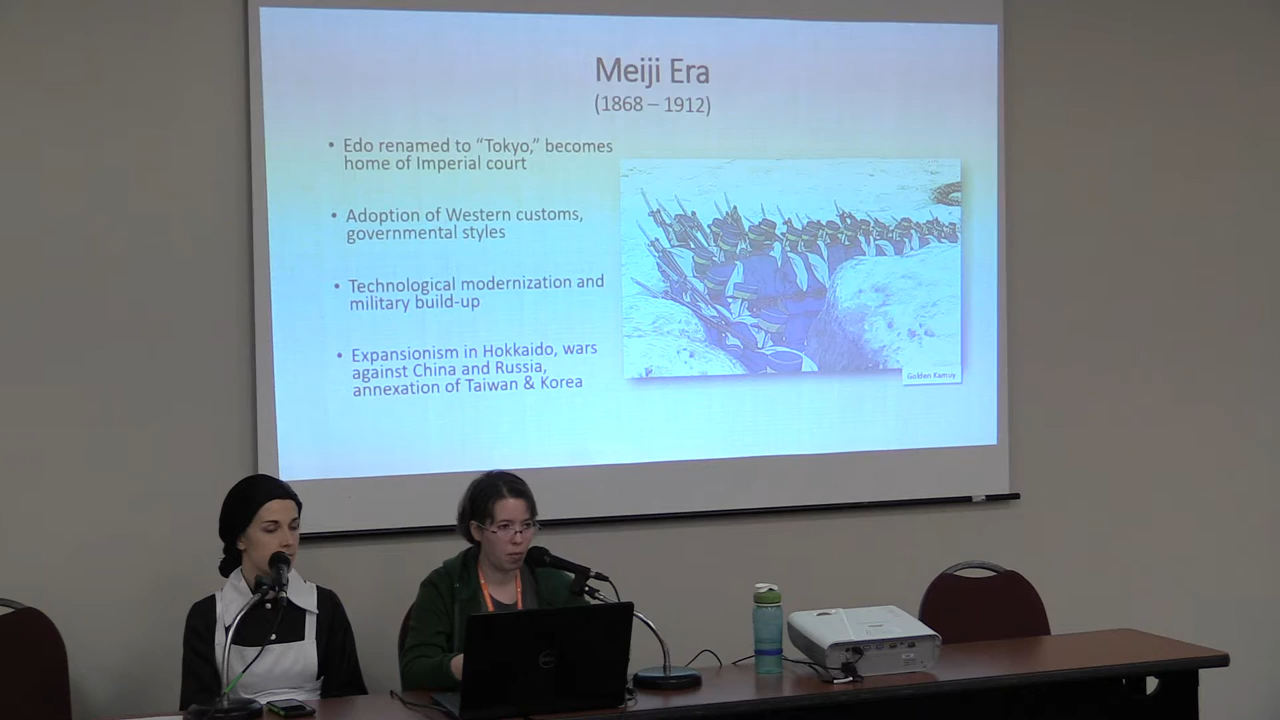 Meiji Era
(1868 – 1912)
• Edo renamed to “Tokyo,” becomes
home of Imperial court
• Adoption of Western customs,
governmental styles
• Technological modernization and
military build-up
• Expansionism in Hokkaido, wars
against China and Russia,
annexation of Taiwan & Korea
Golden Kamuy
DELL